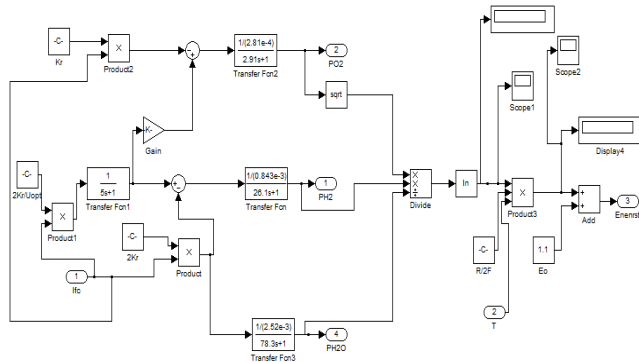 -C-
Kr
X
Product2
1/(2.81e-4)
2.91s+1
Transfer Fcn2
2
PO2
sqrt
Scope2
Scope1
Display4
K-
Gain
-C-
2Kr/Uopt
X
Product1
1
5s+1
Transfer Fcn1
1/(0.843e-3)
26.1s+1
Transfer Fcn
1
PH2
X
X
÷
Divide
ln
X
Product3
+
+
Add
3
Enernst
-C-
2Kr
X
Product
-C-
R/2F
1.1
Eo
1
Ifc
2
T
1/(2.52e-3)
78.3s+1
Transfer Fcn3
4
PH2O